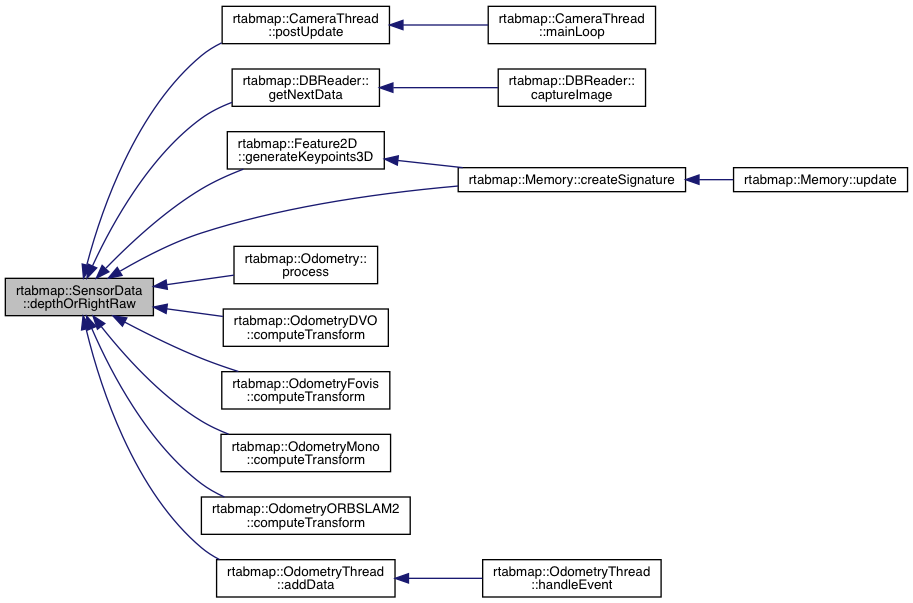 rtabmap::CameraThread
::postUpdate
rtabmap::CameraThread
::mainLoop
rtabmap::DBReader::
getNextData
rtabmap::DBReader::
captureImage
rtabmap::Feature2D
::generateKeypoints3D
rtabmap::Memory::createSignature
rtabmap::Memory::update
rtabmap::Odometry::
process
rtabmap::SensorData
::depthOrRightRaw
rtabmap::OdometryDVO
::computeTransform
rtabmap::OdometryFovis
::computeTransform
rtabmap::OdometryMono
::computeTransform
rtabmap::OdometryORBSLAM2
::computeTransform
rtabmap::OdometryThread
::addData
rtabmap::OdometryThread
::handleEvent